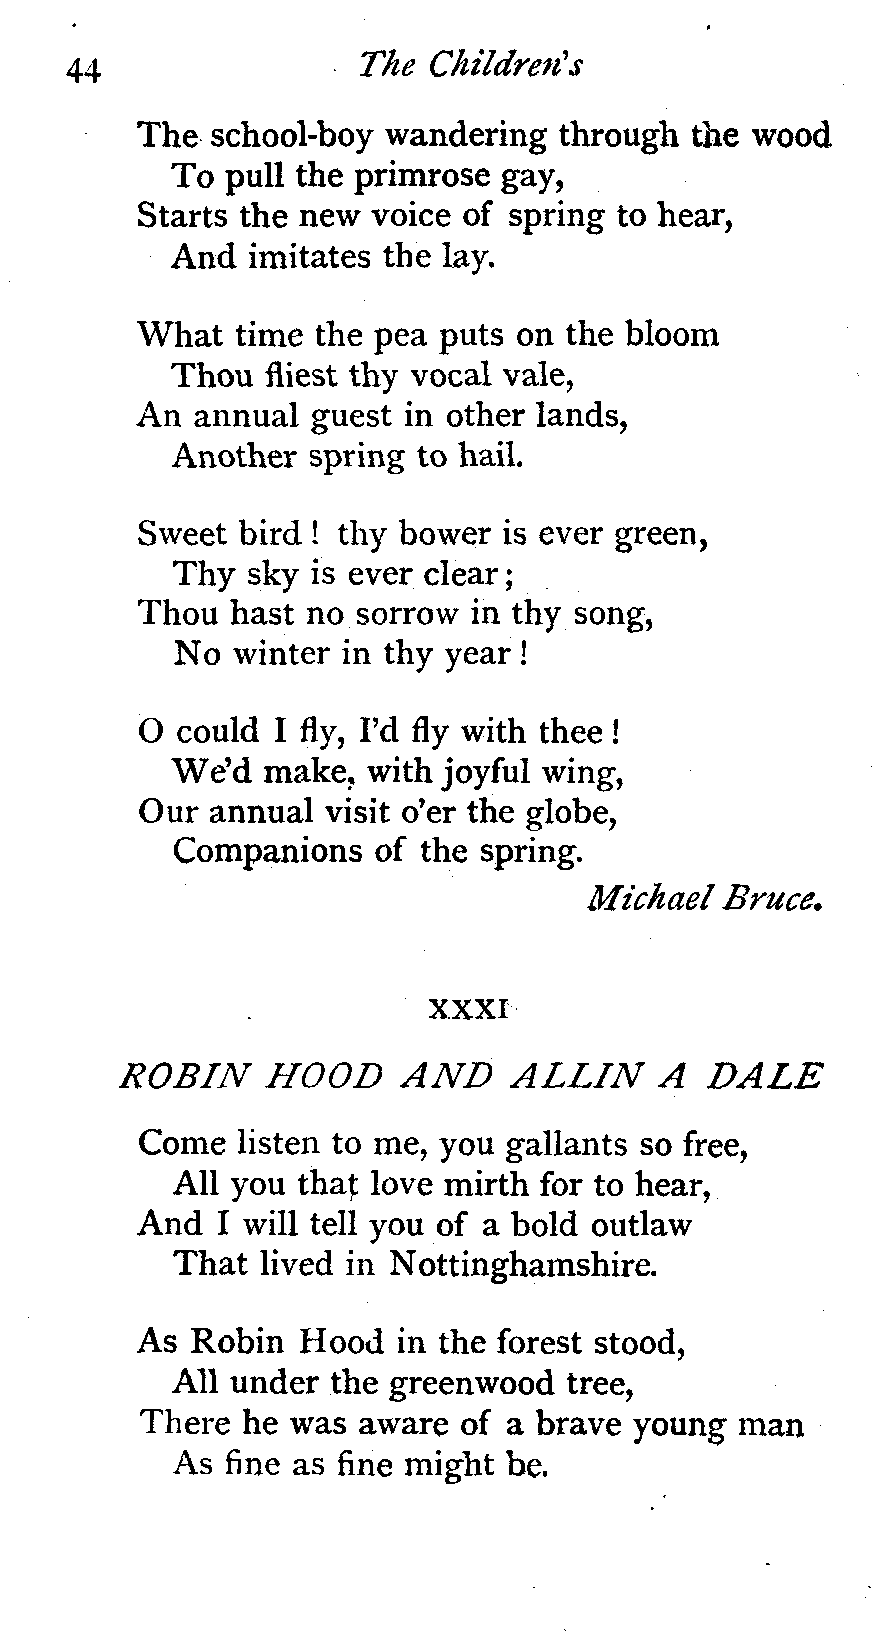 44 The Children's
The school-boy wandering through the wood
To pull the primrose gay,
Starts the new voice of spring to hear,
And imitates the lay.
What time the pea puts on the bloom
Thou fliest thy vocal vale,
An annual guest in other lands,
Another spring to hail.
Sweet bird ! thy bower is ever green,
Thy sky is ever clear ;
Thou hast no sorrow in thy song,
No winter in thy year !
O could I fly, I'd fly with thee !
We'd make, with joyful wing,
Our annual visit o'er the globe,
Companions of the spring.
Michael Bruce.
XXXI
ROBIN HOOD AND ALLIN A DALE
Come listen to me, you gallants so free,
All you that love mirth for to hear,
And I will tell you of a bold outlaw
That lived in Nottinghamshire.
As Robin Hood in the forest stood,
All under the greenwood tree,
There he was aware of a brave young man
As fine as fine might be.